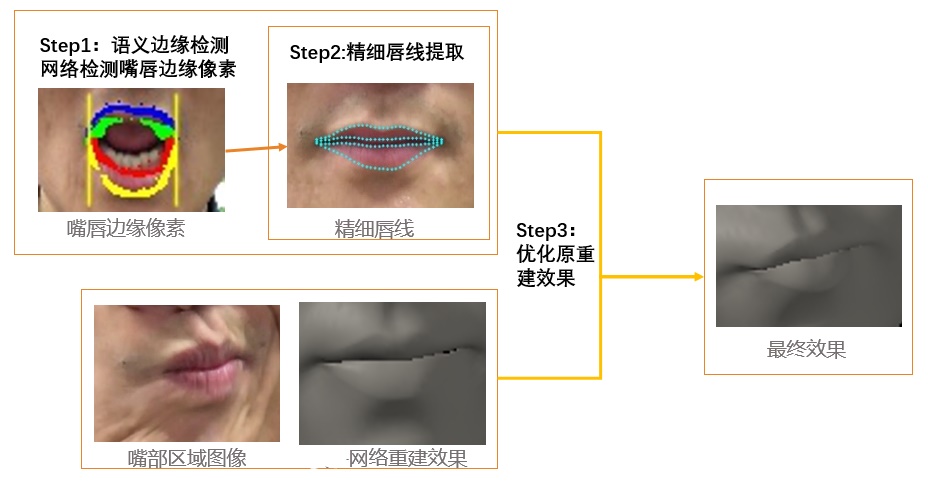 Step1：语义边缘检测
网络检测嘴唇边缘像素
Step2:精细唇线提取
嘴唇边缘像素
精细唇线
Step3：
优化原重
建效果
最终效果
嘴部区域图像
网络重建效果